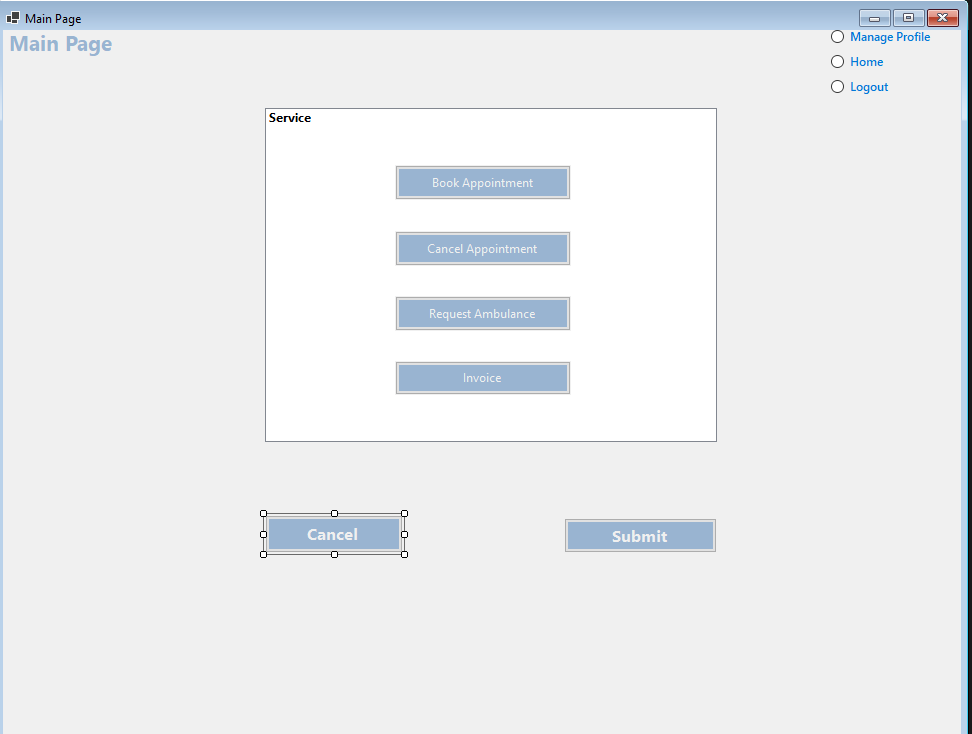 Main Page
Main Page
Manage Profile
Home
Logout
Service
Book Appointment
Cancel Appointment
Request Ambulance
Invoice
Cancel
Submit